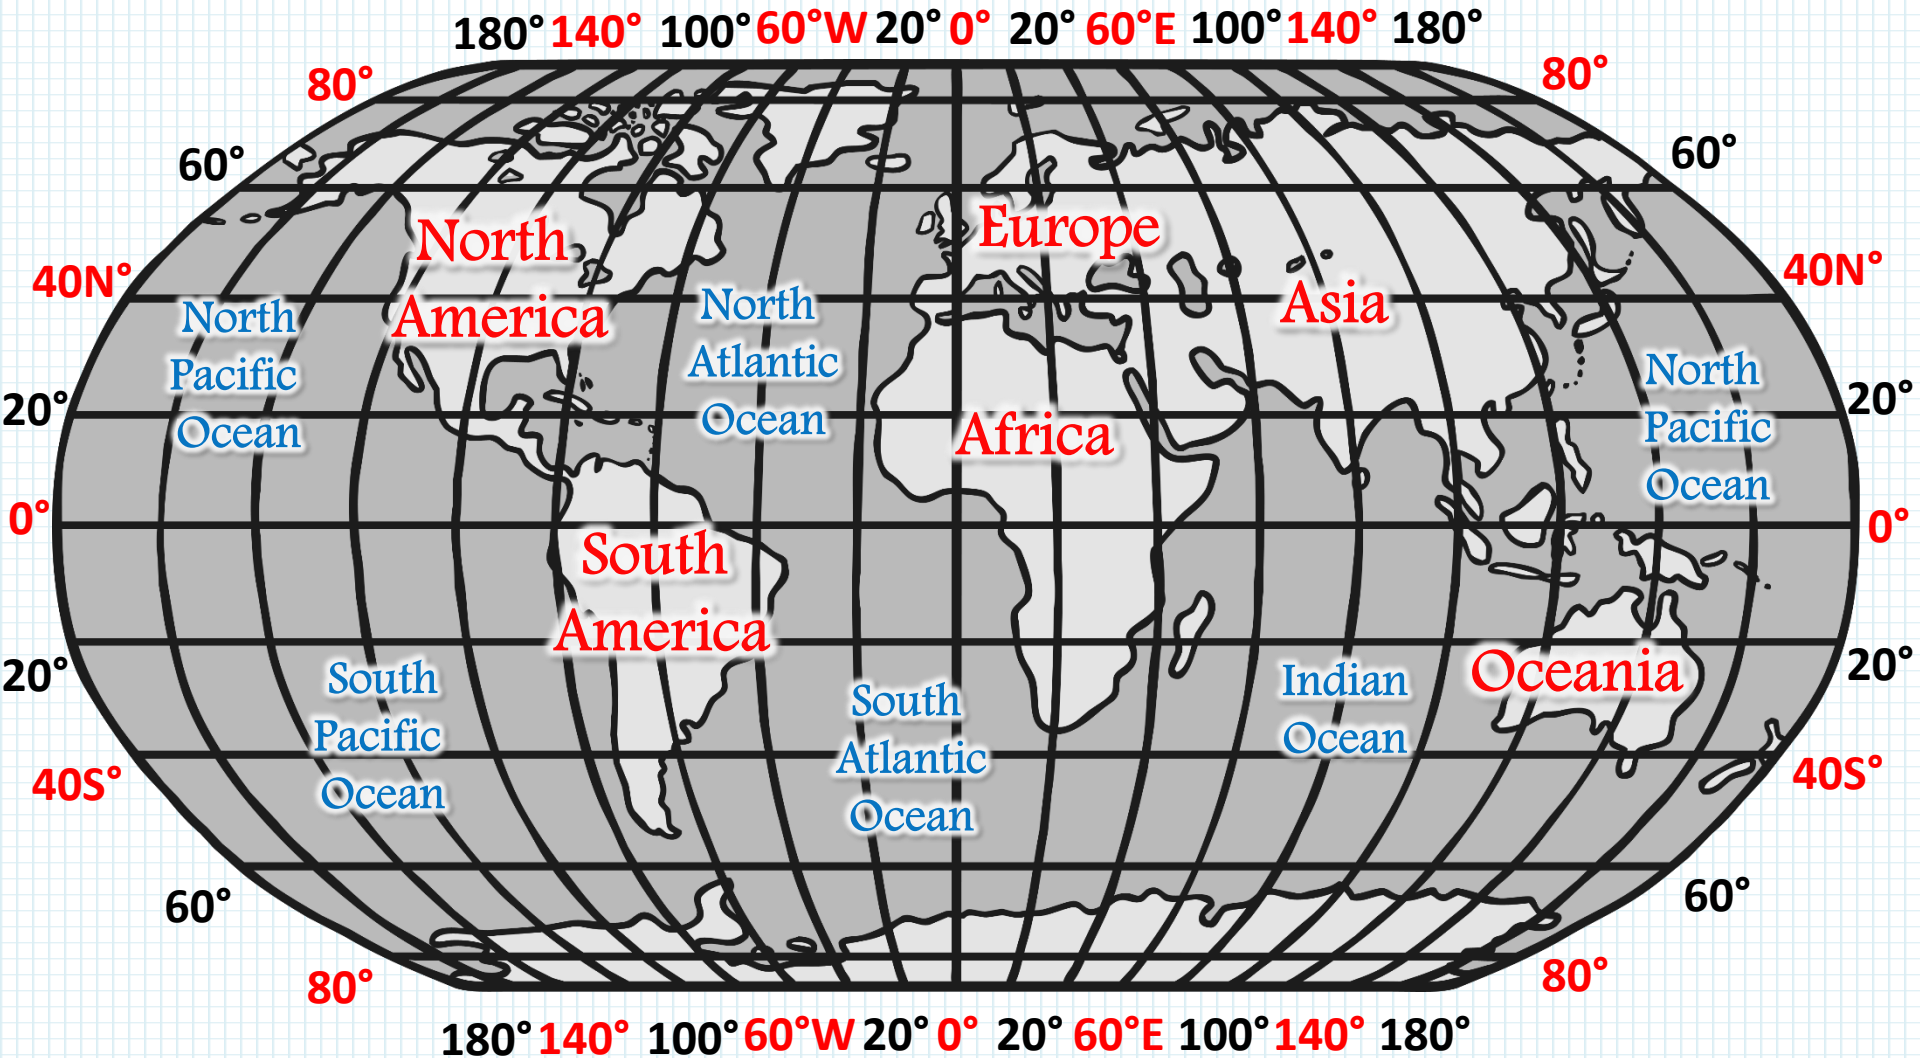 180° 140° 100° 60°W 20° 0° 20° 60°E 100° 140° 180°
80° 80°
60° 60°
North
America
Europe
Asia
40N° 40N°
North
Pacific
Ocean
North
Atlantic
Ocean
North
Pacific
Ocean
20° 20°
Africa
0° 0°
South
America
20° 20°
South
Pacific
Ocean
South
Atlantic
Ocean
Indian
Ocean
Oceania
40S° 40S°
60° 60°
80° 80°
180° 140° 100° 60°W 20° 0° 20° 60°E 100° 140° 180°